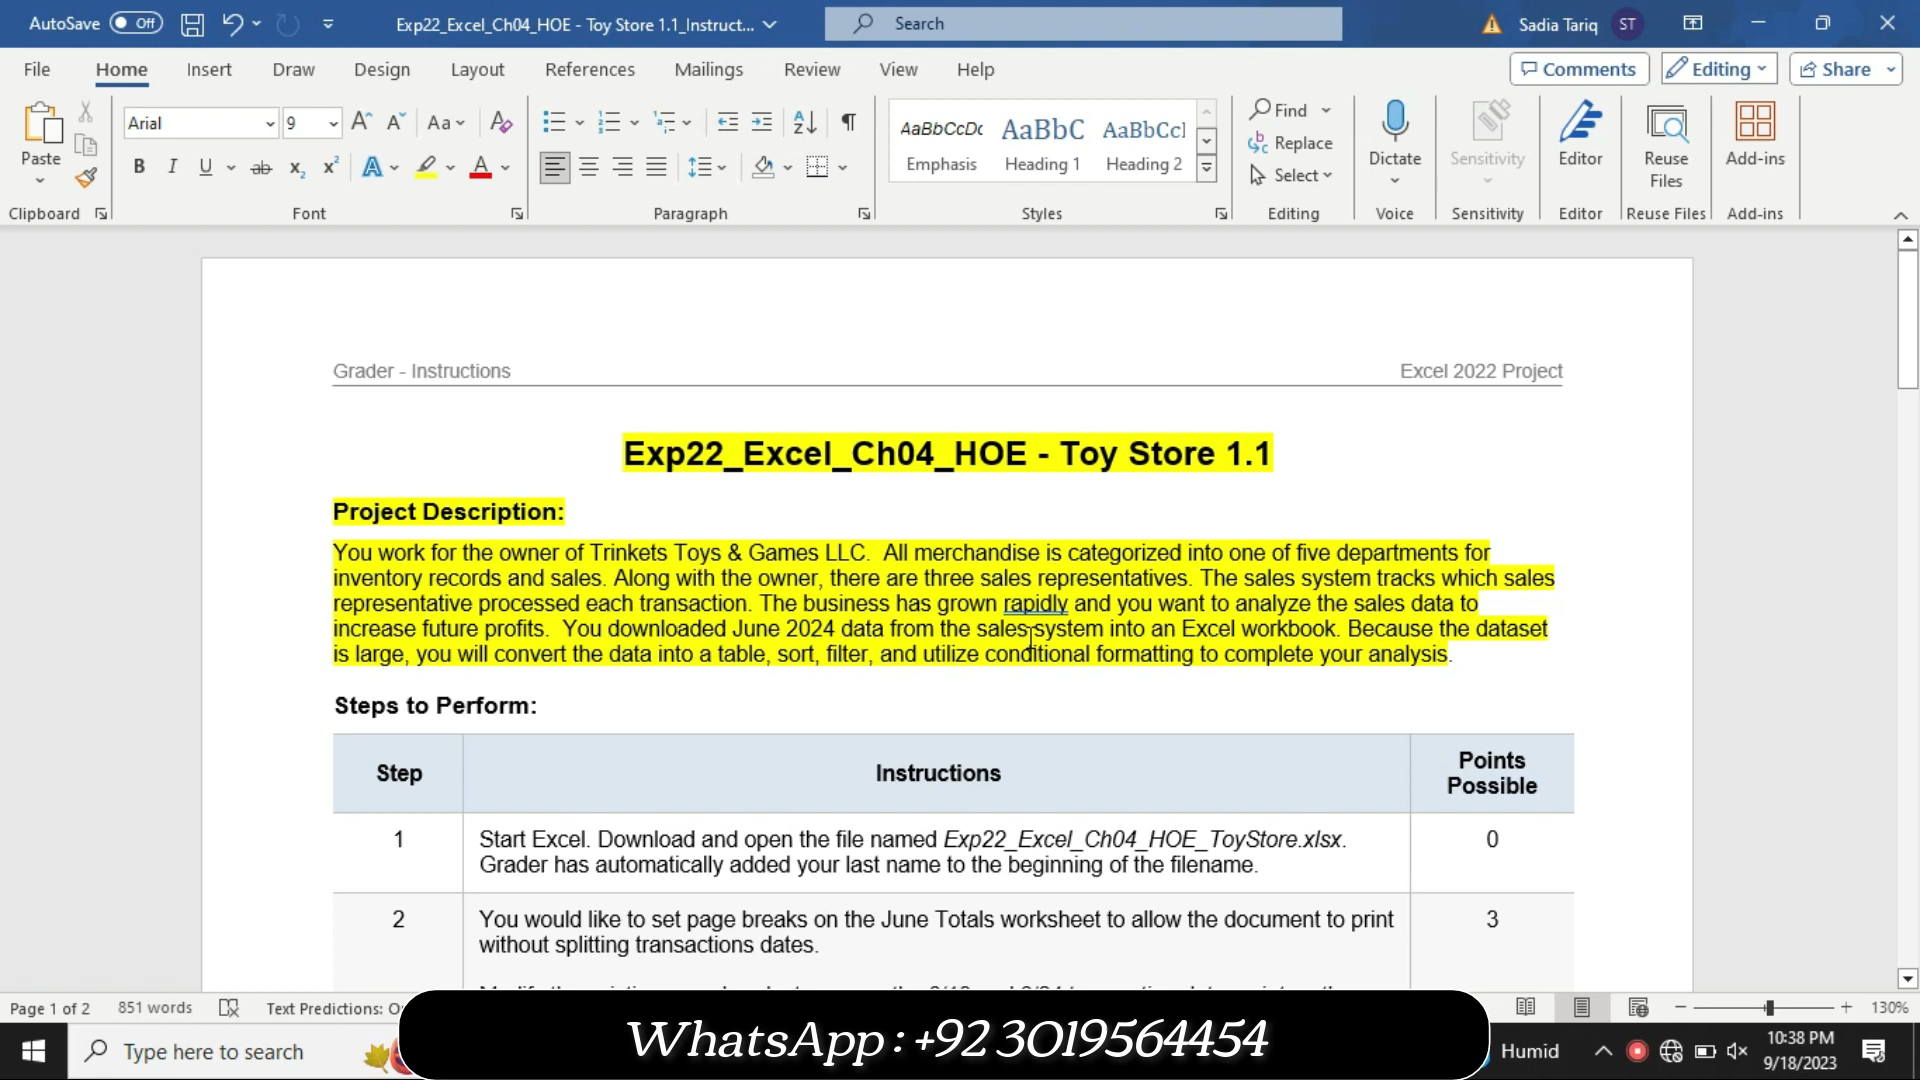 AutoSave Off Exp22_Excel_Ch04_HOE - Toy Store 1.1_Instruct... Search Sadia Tariq ST
File Home Insert Draw Design Layout References Mailings Review View Help Comments Editing Share
Paste Arial 9 Aa AaBbCcDc AaBbC AaBbCcl Find Dictate Sensitivity Editor Reuse Files Add-ins
B I U ab x₂ x² A A Emphasis Heading 1 Heading 2 Replace
Select
Clipboard Font Paragraph Styles Editing Voice Sensitivity Editor Reuse Files Add-ins
Grader - Instructions Excel 2022 Project
Exp22_Excel_Ch04_HOE - Toy Store 1.1
Project Description:
You work for the owner of Trinkets Toys & Games LLC.  All merchandise is categorized into one of five departments for
inventory records and sales. Along with the owner, there are three sales representatives. The sales system tracks which sales
representative processed each transaction. The business has grown rapidly and you want to analyze the sales data to
increase future profits.  You downloaded June 2024 data from the sales system into an Excel workbook. Because the dataset
is large, you will convert the data into a table, sort, filter, and utilize conditional formatting to complete your analysis.
Steps to Perform:
Step Instructions Points Possible
1 Start Excel. Download and open the file named Exp22_Excel_Ch04_HOE_ToyStore.xlsx. 0
Grader has automatically added your last name to the beginning of the filename.
2 You would like to set page breaks on the June Totals worksheet to allow the document to print 3
without splitting transactions dates.
Page 1 of 2 851 words Text Predictions: 130%
WhatsApp : +92 3019564454
Type here to search Humid 10:38 PM
9/18/2023